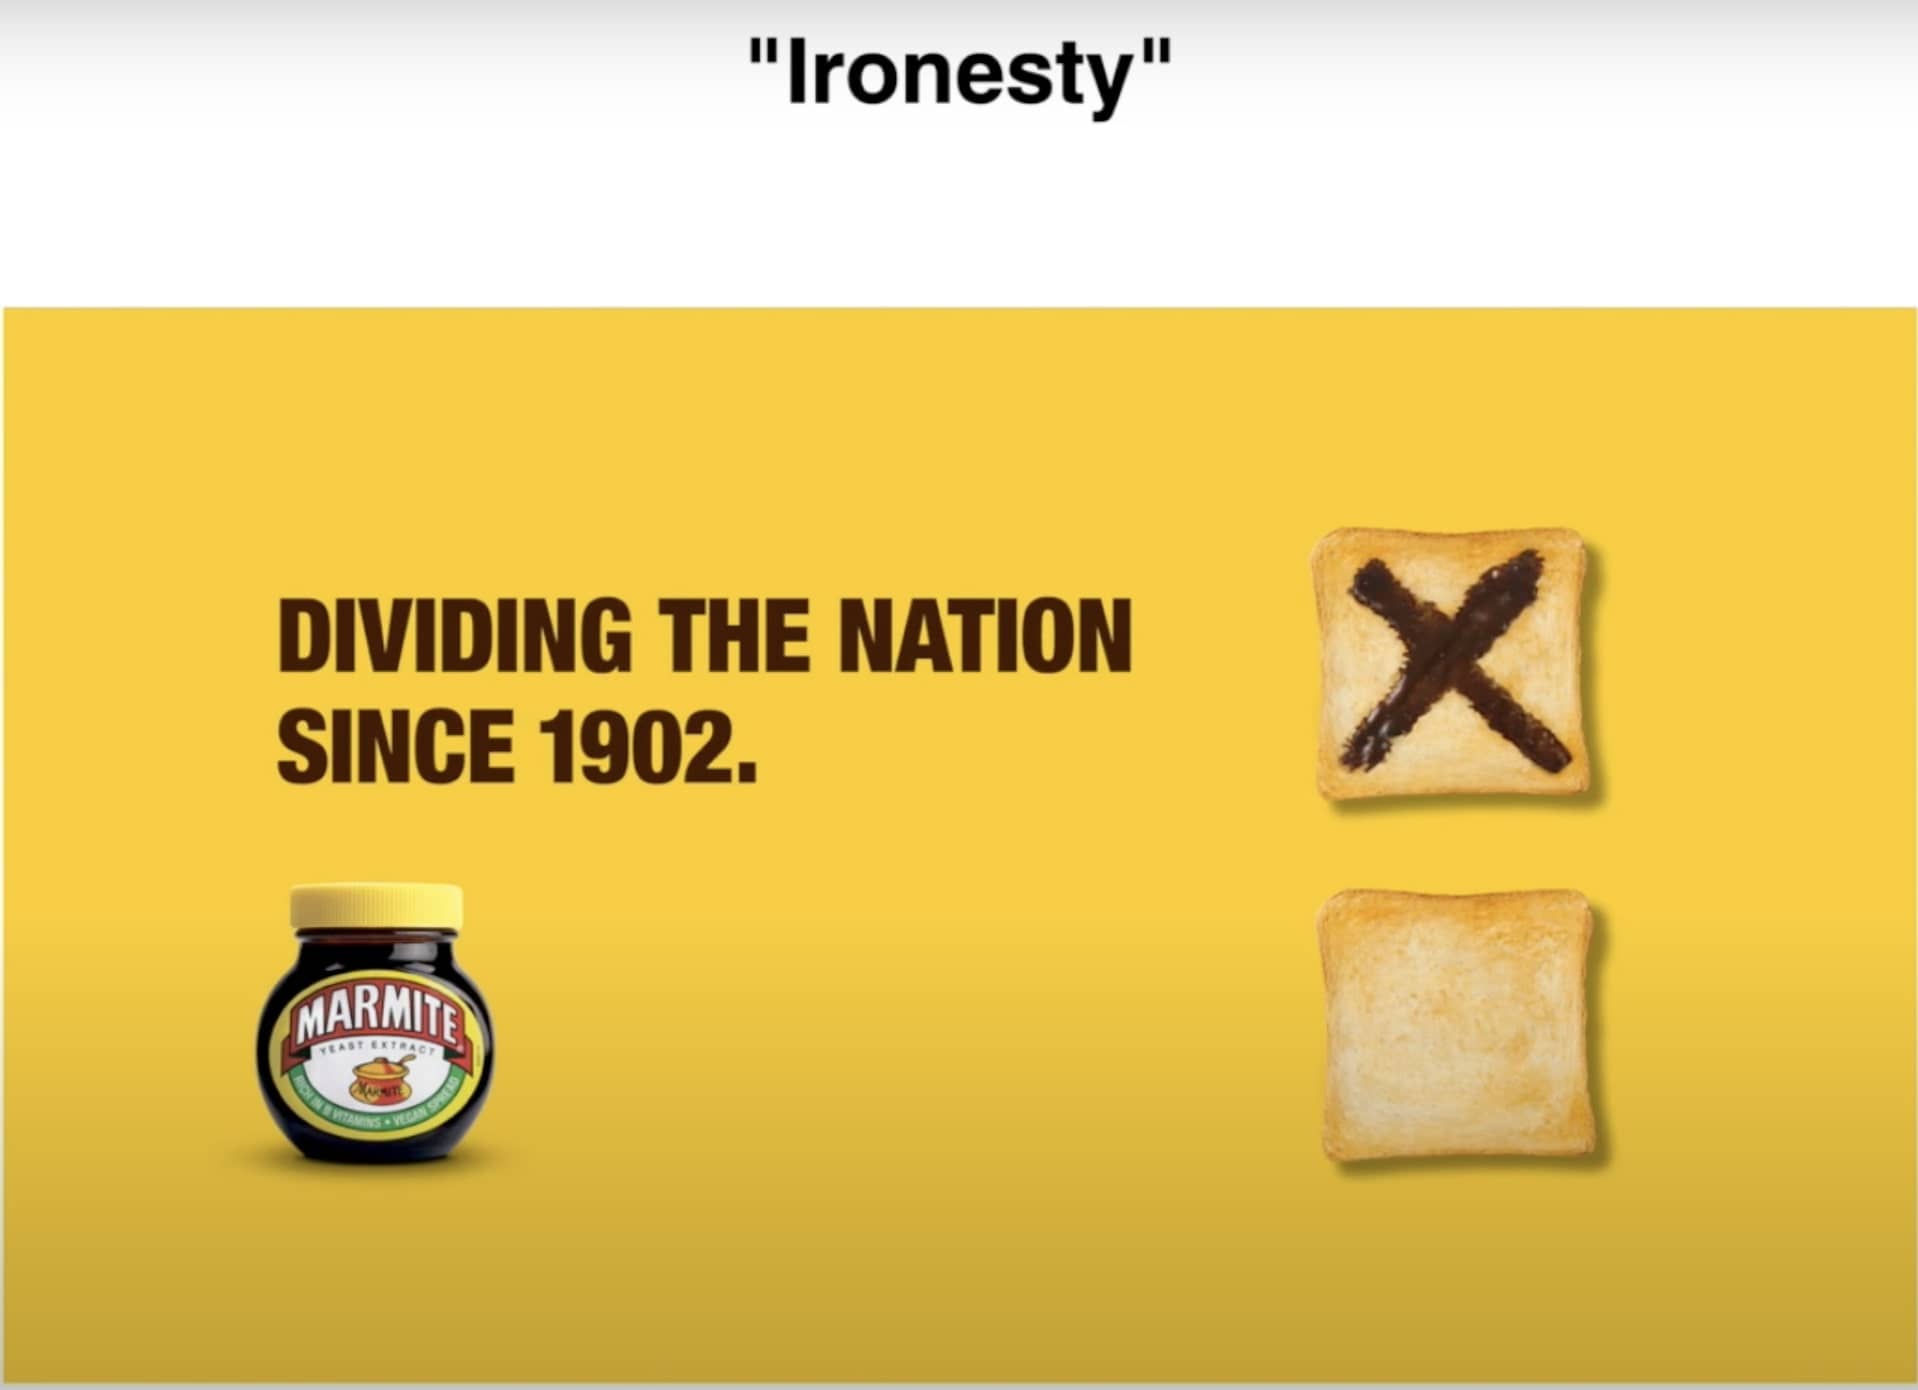 "Ironesty"
DIVIDING THE NATION
SINCE 1902.
MARMITE
YEAST EXTRACT
MARMITE
RICH IN B VITAMINS • VEGAN SPREAD